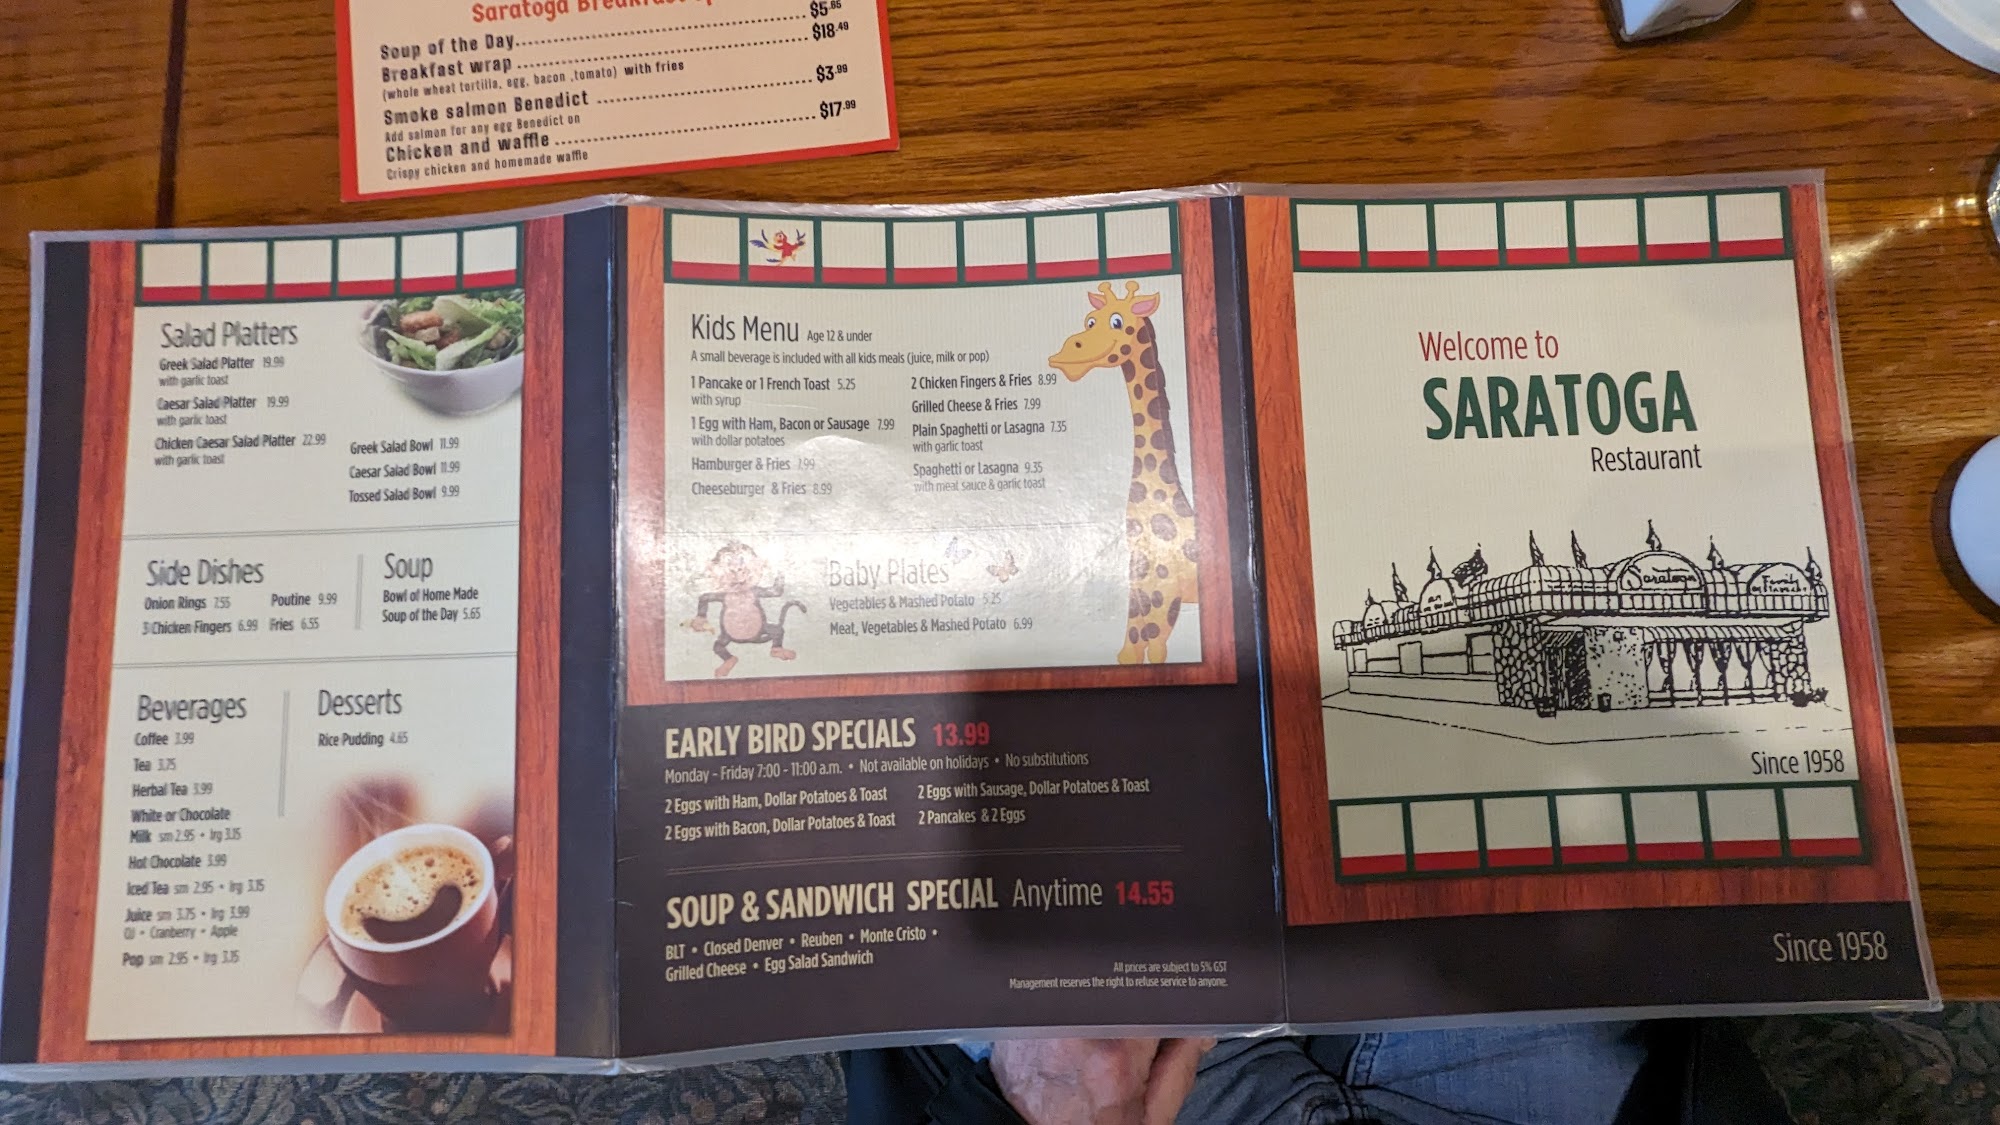 Saratoga Breakfast
Soup of the Day $5.65
Breakfast wrap $18.49
(whole wheat tortilla, egg, bacon ,tomato) with fries
Smoke salmon Benedict $3.99
Add salmon for any egg Benedict on
Chicken and waffle $17.99
Crispy chicken and homemade waffle
Salad Platters
Greek Salad Platter 19.99
with garlic toast
Caesar Salad Platter 19.99
with garlic toast
Chicken Caesar Salad Platter 22.99
with garlic toast
Greek Salad Bowl 11.99
Caesar Salad Bowl 11.99
Tossed Salad Bowl 9.99
Side Dishes
Onion Rings 7.55
Poutine 9.99
3 Chicken Fingers 6.99
Fries 6.55
Soup
Bowl of Home Made
Soup of the Day 5.65
Beverages
Coffee 3.99
Tea 3.75
Herbal Tea 3.99
White or Chocolate
Milk sm 2.95 • lrg 3.15
Hot Chocolate 3.99
Iced Tea sm 2.95 • lrg 3.15
Juice sm 3.75 • lrg 3.99
OJ • Cranberry • Apple
Pop sm 2.95 • lrg 3.15
Desserts
Rice Pudding 4.65
Kids Menu Age 12 & under
A small beverage is included with all kids meals (juice, milk or pop)
1 Pancake or 1 French Toast 5.25
with syrup
1 Egg with Ham, Bacon or Sausage 7.99
with dollar potatoes
Hamburger & Fries 7.99
Cheeseburger & Fries 8.99
2 Chicken Fingers & Fries 8.99
Grilled Cheese & Fries 7.99
Plain Spaghetti or Lasagna 7.35
with garlic toast
Spaghetti or Lasagna 9.35
with meat sauce & garlic toast
Baby Plates
Vegetables & Mashed Potato 5.25
Meat, Vegetables & Mashed Potato 6.99
EARLY BIRD SPECIALS 13.99
Monday - Friday 7:00 - 11:00 a.m. • Not available on holidays • No substitutions
2 Eggs with Ham, Dollar Potatoes & Toast
2 Eggs with Bacon, Dollar Potatoes & Toast
2 Eggs with Sausage, Dollar Potatoes & Toast
2 Pancakes & 2 Eggs
SOUP & SANDWICH SPECIAL Anytime 14.55
BLT • Closed Denver • Reuben • Monte Cristo •
Grilled Cheese • Egg Salad Sandwich
All prices are subject to 5% GST
Management reserves the right to refuse service to anyone.
Welcome to
SARATOGA
Restaurant
Saratoga
Family
Since 1958
Since 1958